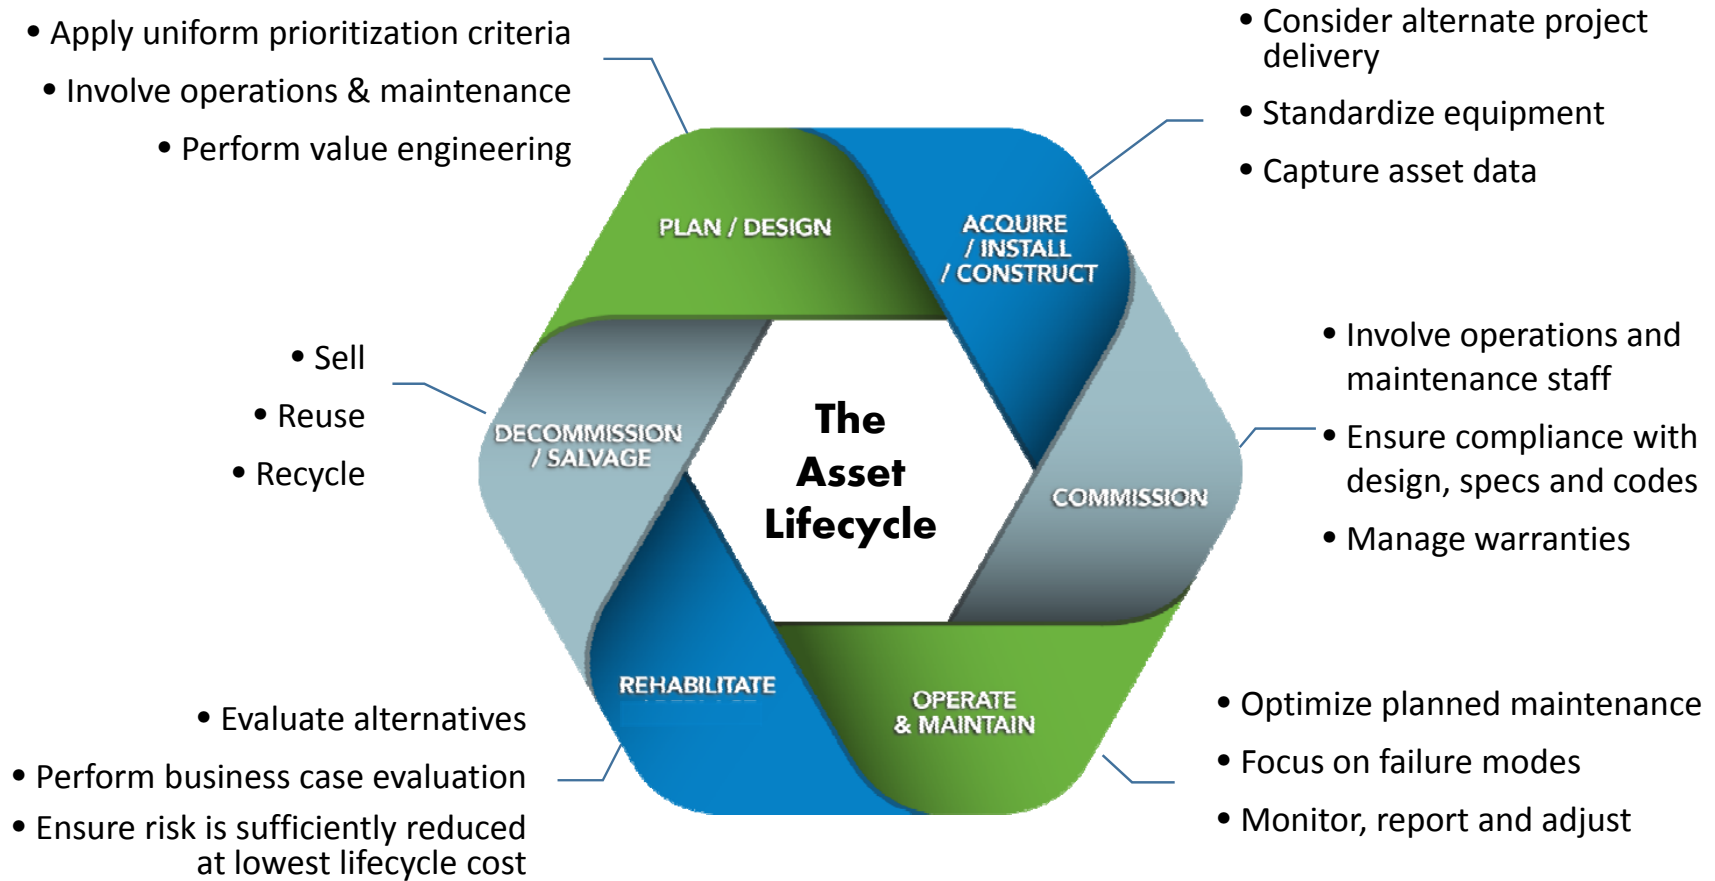 • Apply uniform prioritization criteria
• Involve operations & maintenance
• Perform value engineering
• Consider alternate project
delivery
• Standardize equipment
• Capture asset data
PLAN / DESIGN
ACQUIRE
/ INSTALL
/ CONSTRUCT
• Involve operations and
maintenance staff
• Ensure compliance with
design, specs and codes
• Manage warranties
• Sell
• Reuse
• Recycle
DECOMMISSION
/ SALVAGE
The
Asset
Lifecycle
COMMISSION
REHABILITATE
OPERATE
& MAINTAIN
• Evaluate alternatives
• Perform business case evaluation
• Ensure risk is sufficiently reduced
at lowest lifecycle cost
• Optimize planned maintenance
• Focus on failure modes
• Monitor, report and adjust